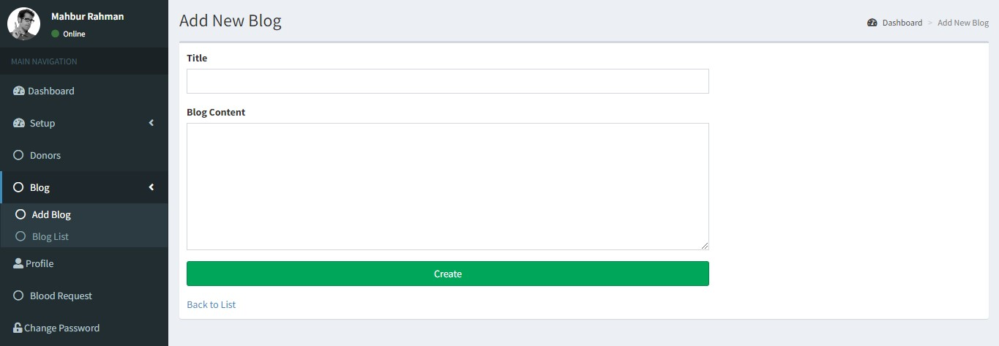 Mahbur Rahman
Online
MAIN NAVIGATION
Dashboard
Setup
Donors
Blog
Add Blog
Blog List
Profile
Blood Request
Change Password
Add New Blog
Dashboard > Add New Blog
Title
Blog Content
Create
Back to List